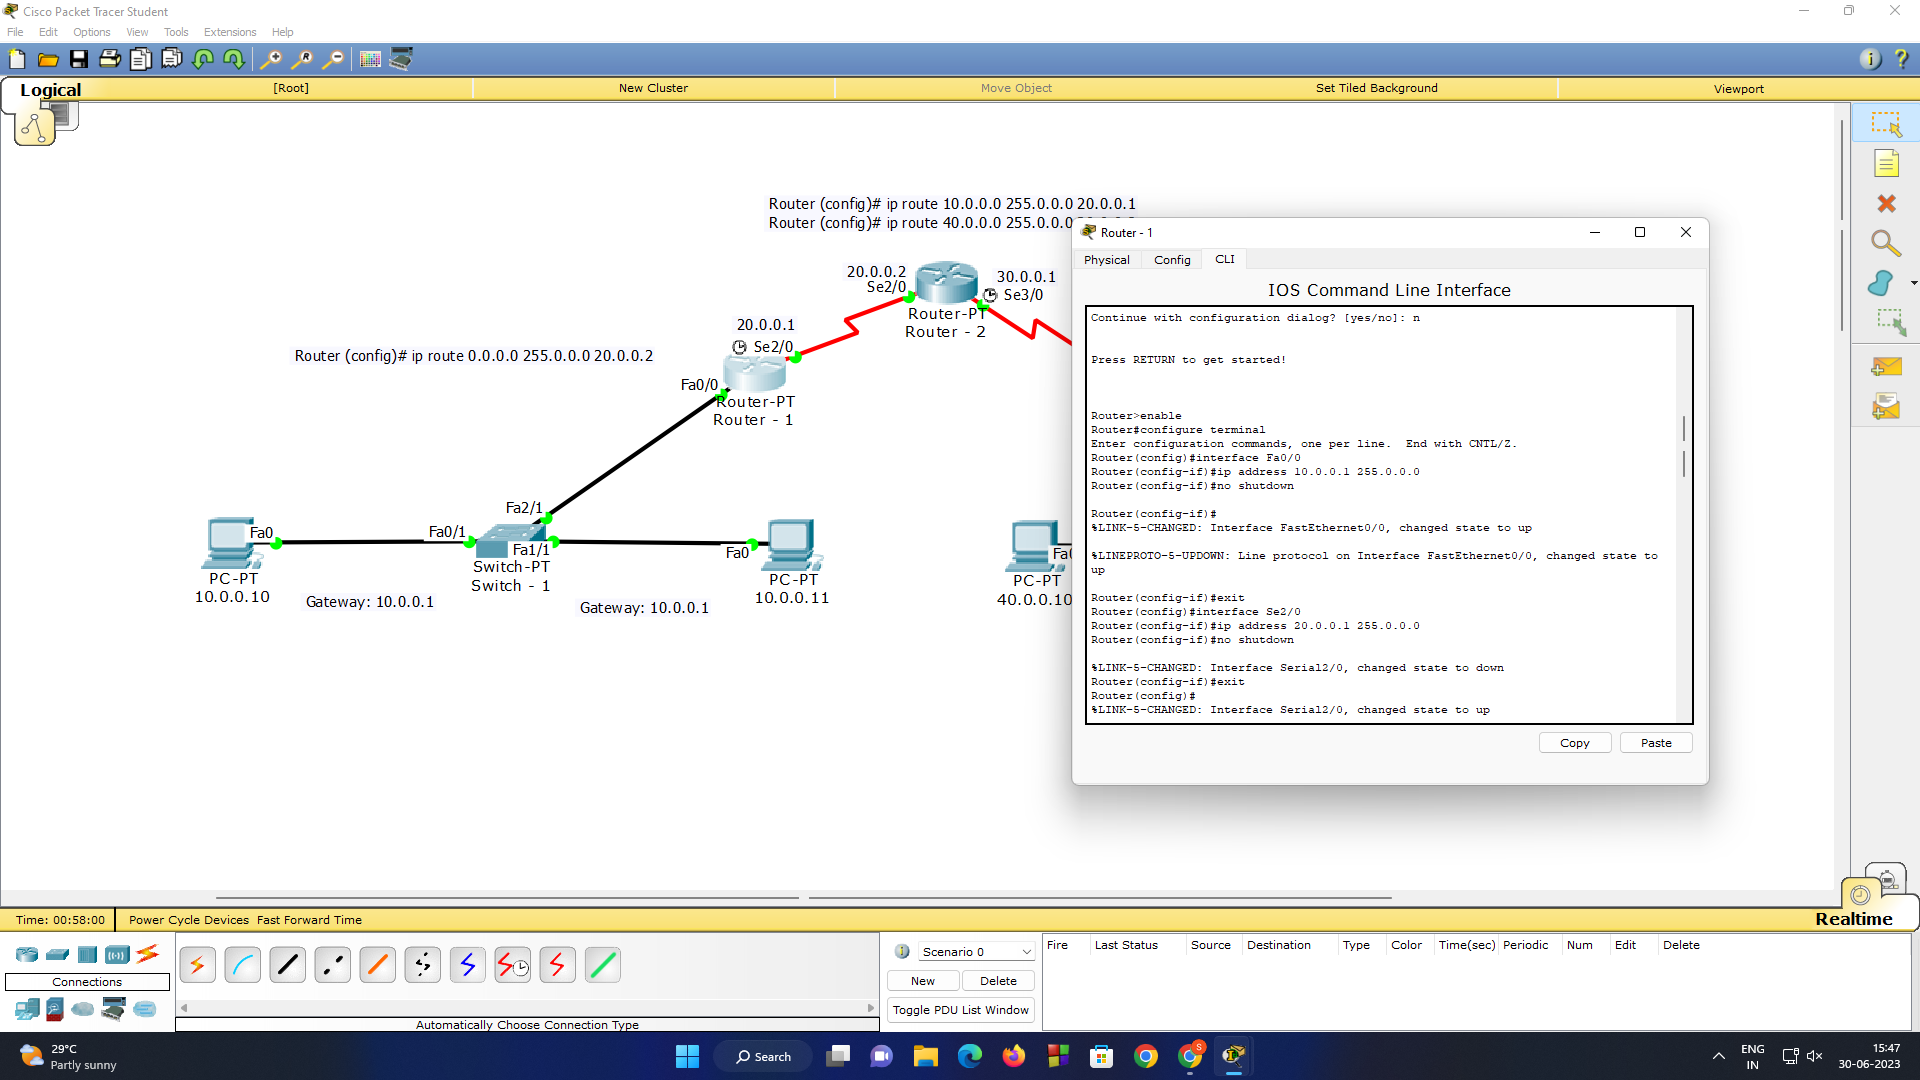 Cisco Packet Tracer Student
File Edit Options View Tools Extensions Help
Logical [Root] New Cluster Move Object Set Tiled Background Viewport
Router (config)# ip route 10.0.0.0 255.0.0.0 20.0.0.1
Router (config)# ip route 40.0.0.0 255.0.0.0
20.0.0.2
Se2/0
30.0.0.1
Se3/0
Router-PT
Router - 2
20.0.0.1
Se2/0
Router (config)# ip route 0.0.0.0 255.0.0.0 20.0.0.2
Fa0/0
Router-PT
Router - 1
Fa2/1
Fa0
Fa0/1
Fa1/1
Fa0
Fa0
PC-PT
10.0.0.10
Gateway: 10.0.0.1
Switch-PT
Switch - 1
Gateway: 10.0.0.1
PC-PT
10.0.0.11
PC-PT
40.0.0.10
Router - 1
Physical Config CLI
IOS Command Line Interface
Continue with configuration dialog? [yes/no]: n
Press RETURN to get started!
Router>enable
Router#configure terminal
Enter configuration commands, one per line. End with CNTL/Z.
Router(config)#interface Fa0/0
Router(config-if)#ip address 10.0.0.1 255.0.0.0
Router(config-if)#no shutdown
Router(config-if)#
%LINK-5-CHANGED: Interface FastEthernet0/0, changed state to up
%LINEPROTO-5-UPDOWN: Line protocol on Interface FastEthernet0/0, changed state to
up
Router(config-if)#exit
Router(config)#interface Se2/0
Router(config-if)#ip address 20.0.0.1 255.0.0.0
Router(config-if)#no shutdown
%LINK-5-CHANGED: Interface Serial2/0, changed state to down
Router(config-if)#exit
Router(config)#
%LINK-5-CHANGED: Interface Serial2/0, changed state to up
Copy Paste
Time: 00:58:00 Power Cycle Devices Fast Forward Time
Realtime
Connections
Automatically Choose Connection Type
Scenario 0
New Delete
Toggle PDU List Window
Fire Last Status Source Destination Type Color Time(sec) Periodic Num Edit Delete
29°C
Partly sunny
Search
S
ENG
IN
15:47
30-06-2023